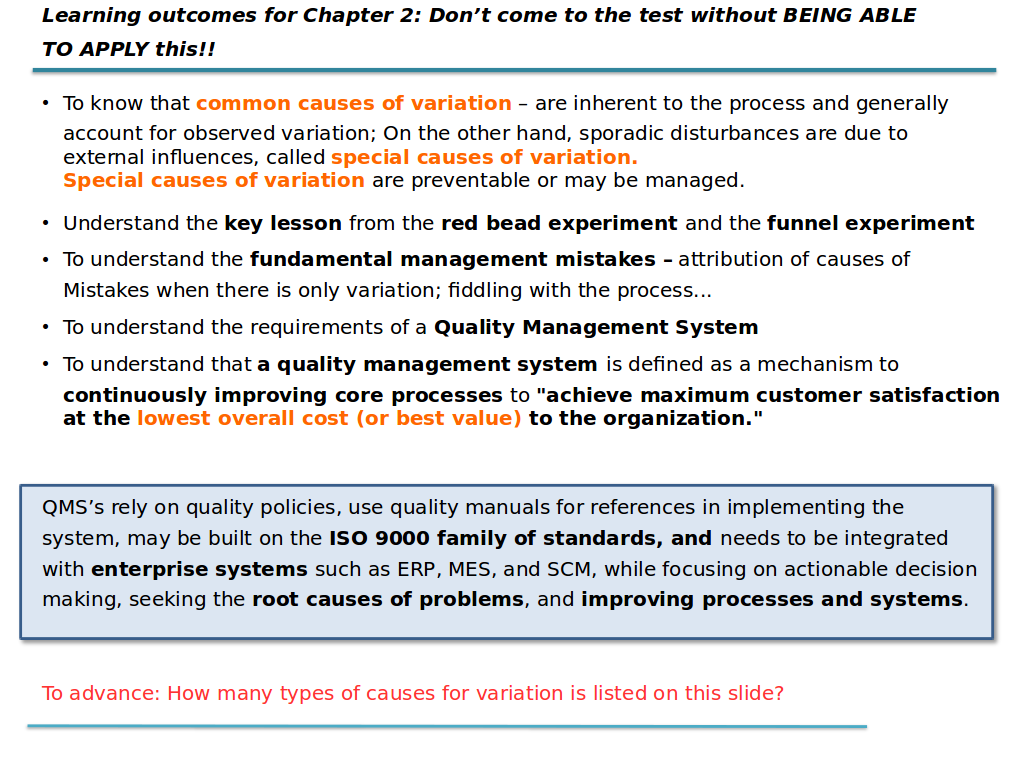 Learning outcomes for Chapter 2: Don’t come to the test without BEING ABLE
TO APPLY this!!
• To know that common causes of variation – are inherent to the process and generally
account for observed variation; On the other hand, sporadic disturbances are due to
external influences, called special causes of variation.
Special causes of variation are preventable or may be managed.
• Understand the key lesson from the red bead experiment and the funnel experiment
• To understand the fundamental management mistakes – attribution of causes of
Mistakes when there is only variation; fiddling with the process...
• To understand the requirements of a Quality Management System
• To understand that a quality management system is defined as a mechanism to
continuously improving core processes to "achieve maximum customer satisfaction
at the lowest overall cost (or best value) to the organization."
QMS’s rely on quality policies, use quality manuals for references in implementing the
system, may be built on the ISO 9000 family of standards, and needs to be integrated
with enterprise systems such as ERP, MES, and SCM, while focusing on actionable decision
making, seeking the root causes of problems, and improving processes and systems.
To advance: How many types of causes for variation is listed on this slide?